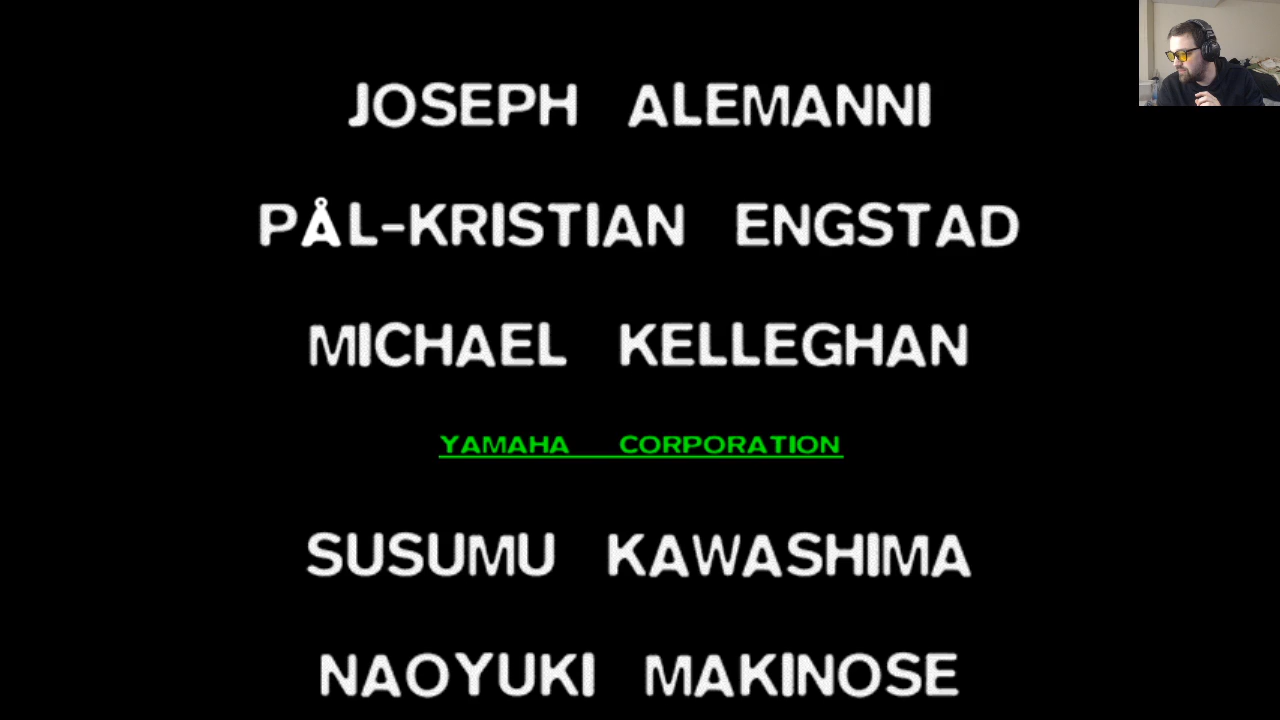 JOSEPH ALEMANNI
PÅL-KRISTIAN ENGSTAD
MICHAEL KELLEGHAN
YAMAHA CORPORATION
SUSUMU KAWASHIMA
NAOYUKI MAKINOSE